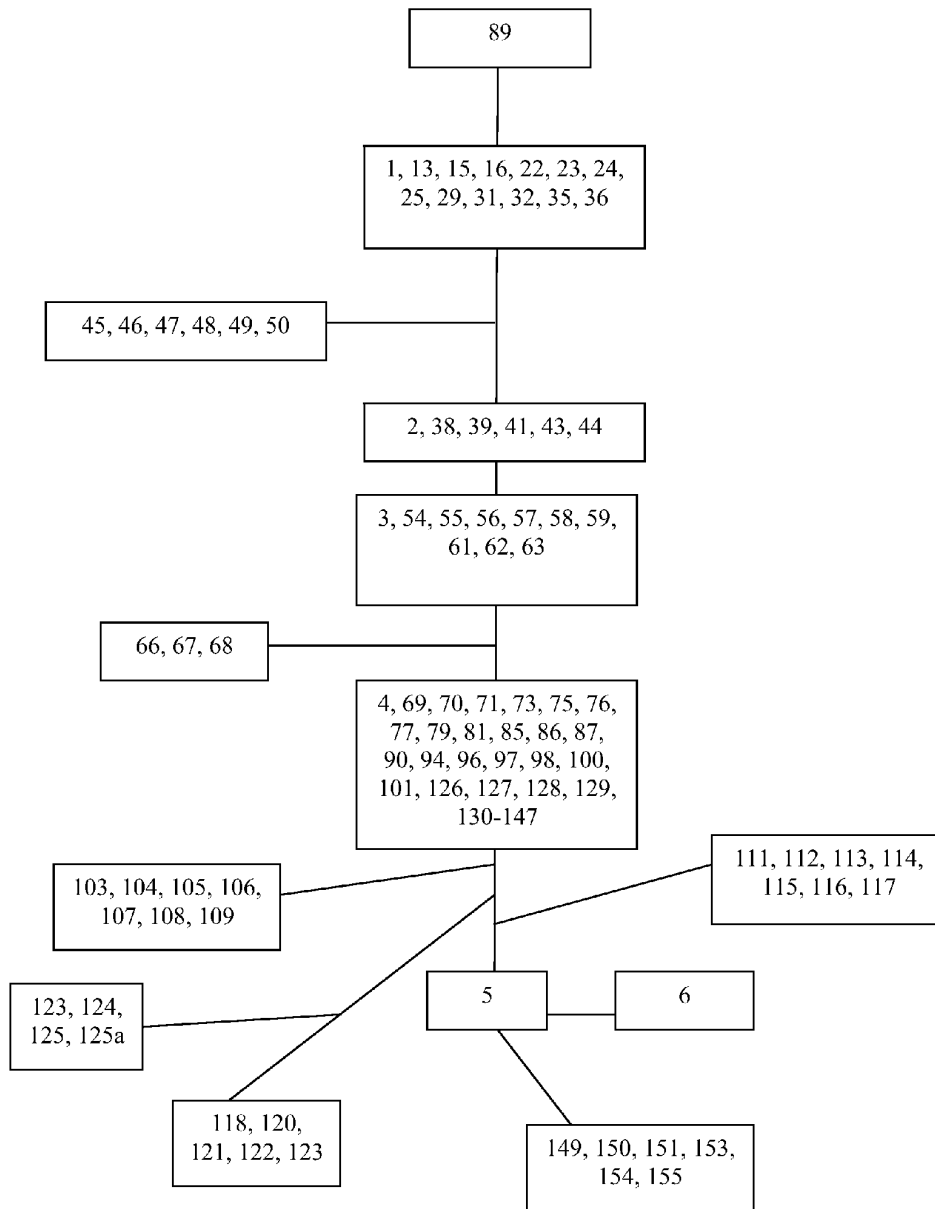 89
1, 13, 15, 16, 22, 23, 24,
25, 29, 31, 32, 35, 36
45, 46, 47, 48, 49, 50
2, 38, 39, 41, 43, 44
3, 54, 55, 56, 57, 58, 59,
61, 62, 63
66, 67, 68
4, 69, 70, 71, 73, 75, 76,
77, 79, 81, 85, 86, 87,
90, 94, 96, 97, 98, 100,
101, 126, 127, 128, 129,
130-147
103, 104, 105, 106,
107, 108, 109
111, 112, 113, 114,
115, 116, 117
123, 124,
125, 125a
5
6
118, 120,
121, 122, 123
149, 150, 151, 153,
154, 155